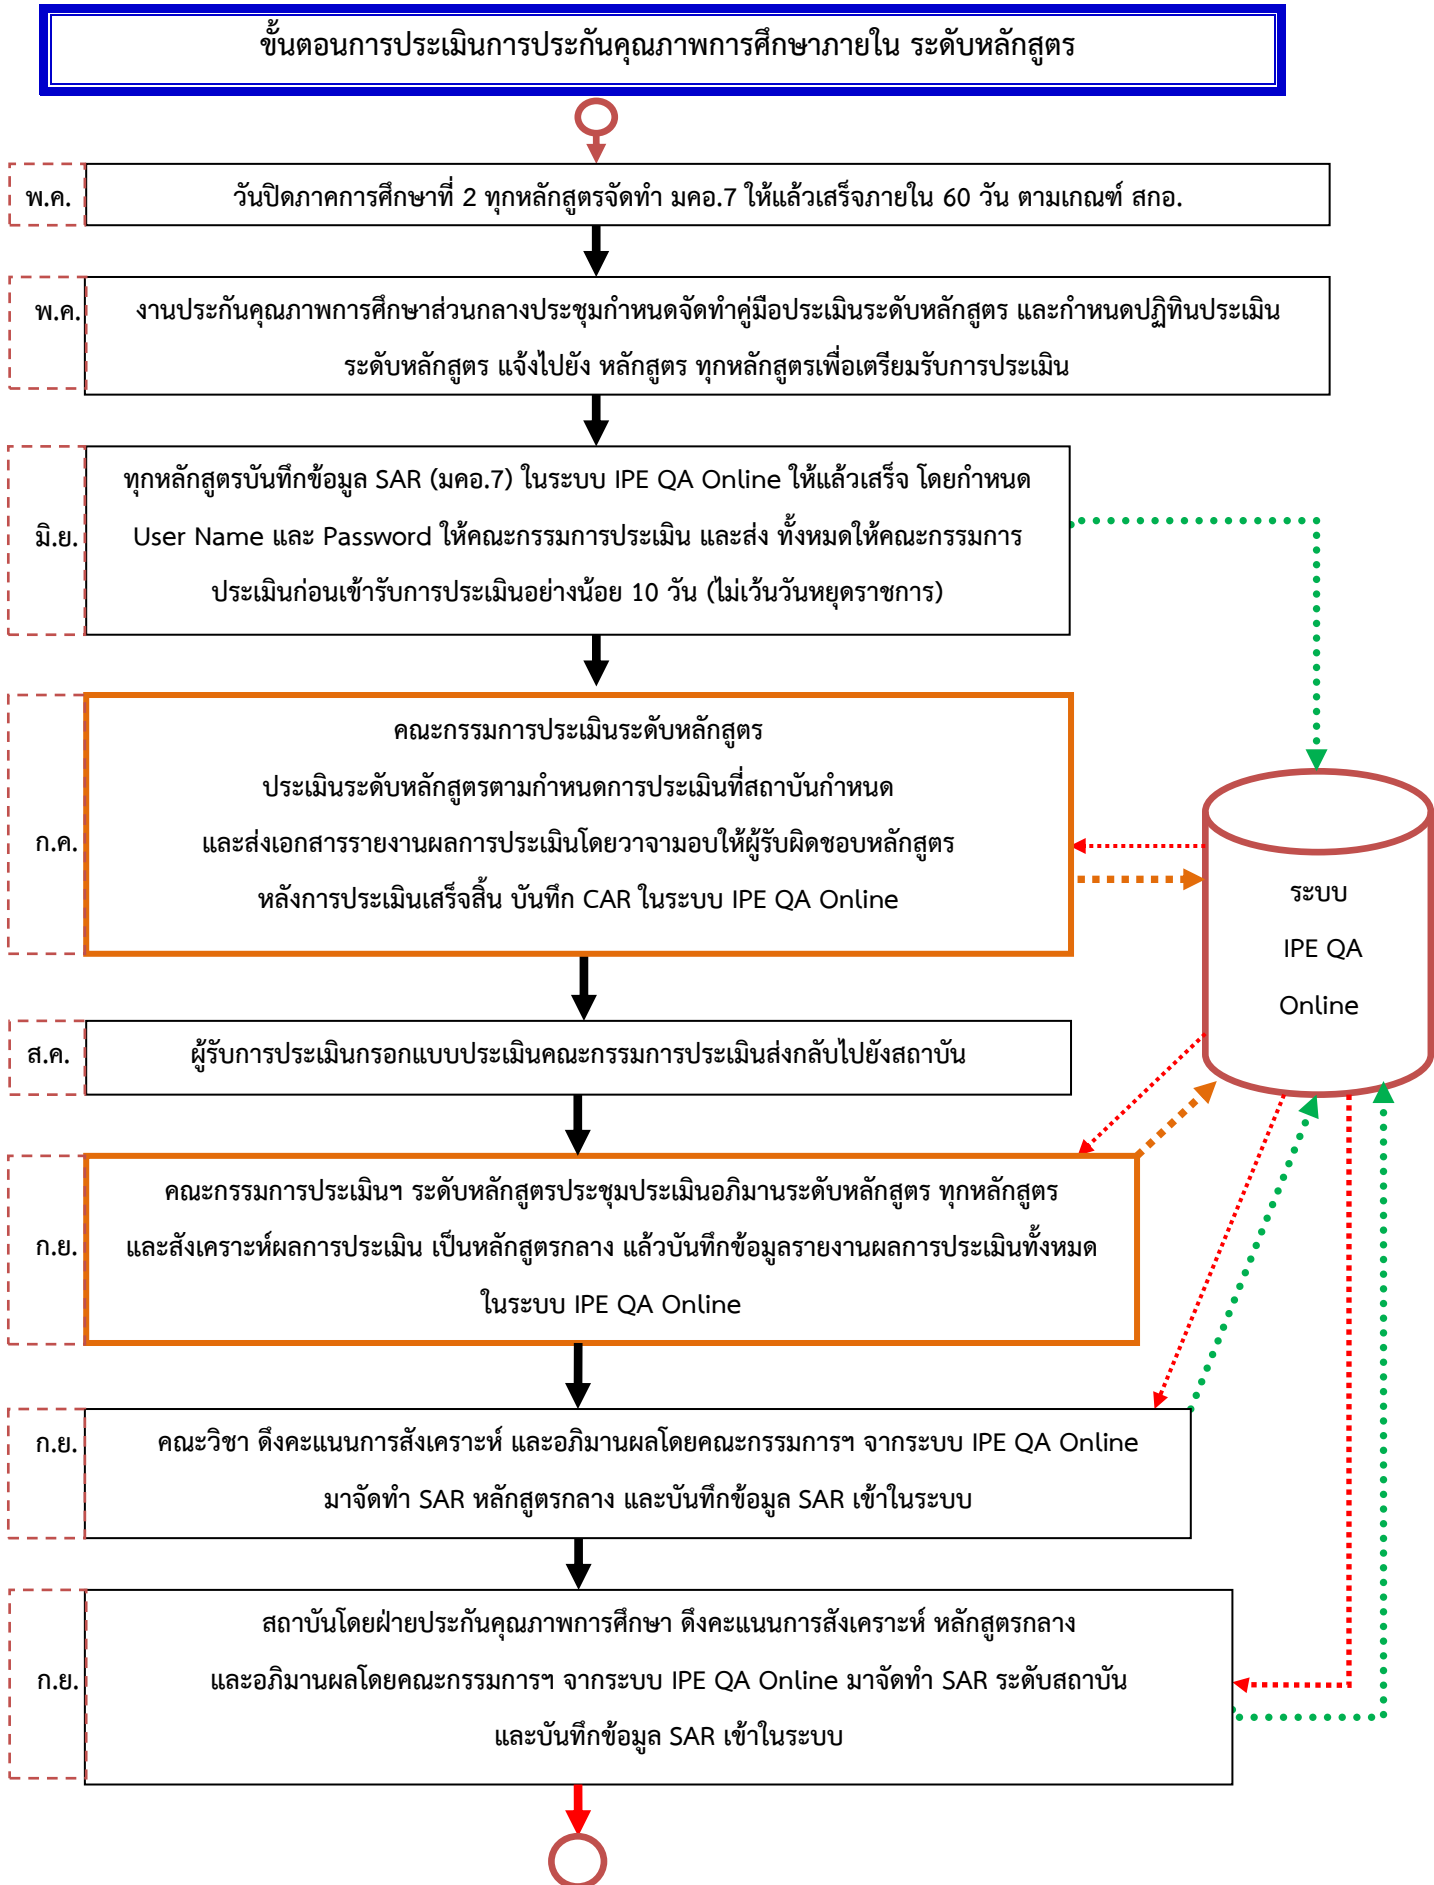 ขั้นตอนการประเมินการประกันคุณภาพการศึกษาภายใน ระดับหลักสูตร
พ.ค.
วันปิดภาคการศึกษาที่ 2 ทุกหลักสูตรจัดทำ มคอ.7 ให้แล้วเสร็จภายใน 60 วัน ตามเกณฑ์ สกอ.
พ.ค.
งานประกันคุณภาพการศึกษาส่วนกลางประชุมกำหนดจัดทำคู่มือประเมินระดับหลักสูตร และกำหนดปฏิทินประเมิน
ระดับหลักสูตร แจ้งไปยัง หลักสูตร ทุกหลักสูตรเพื่อเตรียมรับการประเมิน
ทุกหลักสูตรบันทึกข้อมูล SAR (มคอ.7) ในระบบ IPE QA Online ให้แล้วเสร็จ โดยกำหนด
มิ.ย.
User Name และ Password ให้คณะกรรมการประเมิน และส่ง ทั้งหมดให้คณะกรรมการ
ประเมินก่อนเข้ารับการประเมินอย่างน้อย 10 วัน (ไม่เว้นวันหยุดราชการ)
คณะกรรมการประเมินระดับหลักสูตร
ประเมินระดับหลักสูตรตามกำหนดการประเมินที่สถาบันกำหนด
ก.ค.
และส่งเอกสารรายงานผลการประเมินโดยวาจามอบให้ผู้รับผิดชอบหลักสูตร
หลังการประเมินเสร็จสิ้น บันทึก CAR ในระบบ IPE QA Online
ระบบ
IPE QA
Online
ส.ค.
ผู้รับการประเมินกรอกแบบประเมินคณะกรรมการประเมินส่งกลับไปยังสถาบัน
คณะกรรมการประเมินฯ ระดับหลักสูตรประชุมประเมินอภิมานระดับหลักสูตร ทุกหลักสูตร
ก.ย.
และสังเคราะห์ผลการประเมิน เป็นหลักสูตรกลาง แล้วบันทึกข้อมูลรายงานผลการประเมินทั้งหมด
ในระบบ IPE QA Online
ก.ย.
คณะวิชา ดึงคะแนนการสังเคราะห์ และอภิมานผลโดยคณะกรรมการฯ จากระบบ IPE QA Online
มาจัดทำ SAR หลักสูตรกลาง และบันทึกข้อมูล SAR เข้าในระบบ
สถาบันโดยฝ่ายประกันคุณภาพการศึกษา ดึงคะแนนการสังเคราะห์ หลักสูตรกลาง
ก.ย.
และอภิมานผลโดยคณะกรรมการฯ จากระบบ IPE QA Online มาจัดทำ SAR ระดับสถาบัน
และบันทึกข้อมูล SAR เข้าในระบบ